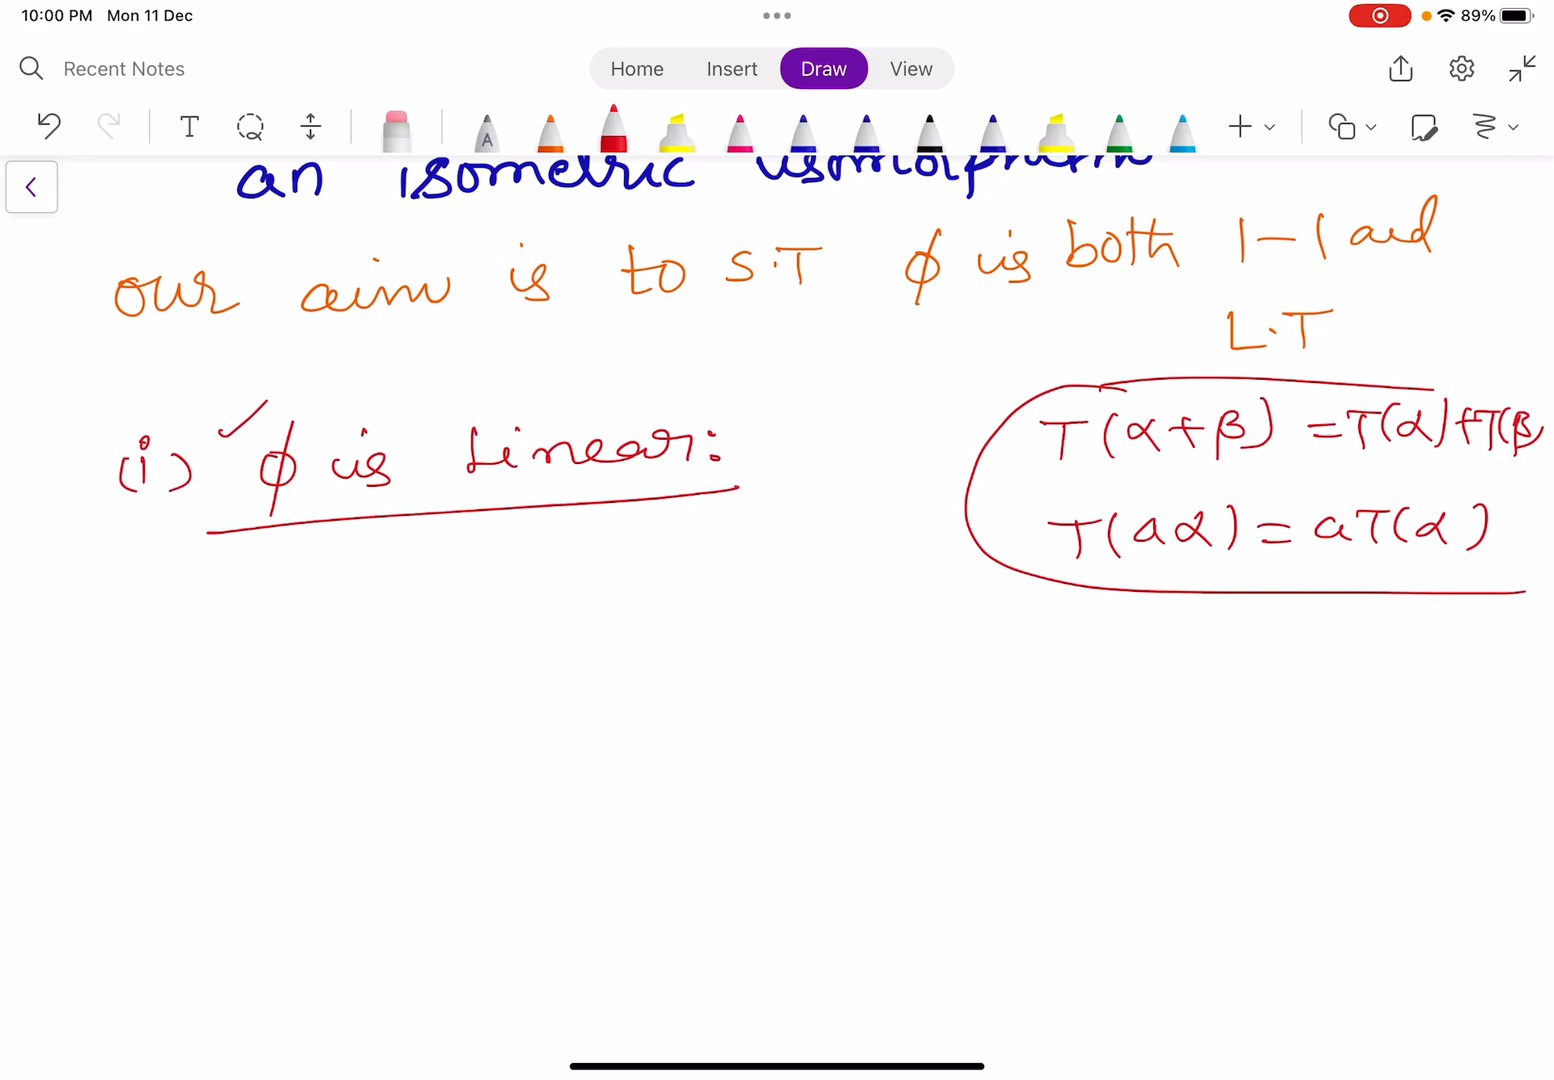 10:00 PM Mon 11 Dec
89%
Recent Notes
Home Insert Draw View
T
A
an isometric isomorphism
our aim is to S.T ϕ is both 1-1 and
L.T
(i) ϕ is Linear:
T(α+β) = T(α)+T(β
T(aα) = aT(α)